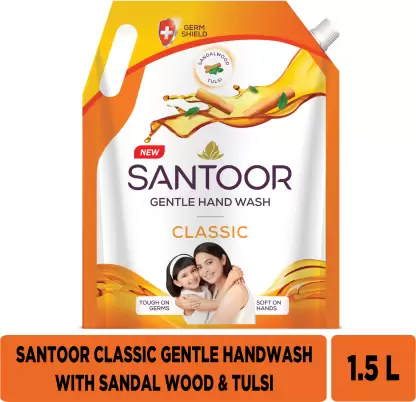 GERM
SHIELD
SANDALWOOD
TULSI
NEW
SANTOOR
GENTLE HAND WASH
CLASSIC
TOUGH ON
GERMS
SOFT ON
HANDS
SANTOOR CLASSIC GENTLE HANDWASH
WITH SANDAL WOOD & TULSI
1.5 L